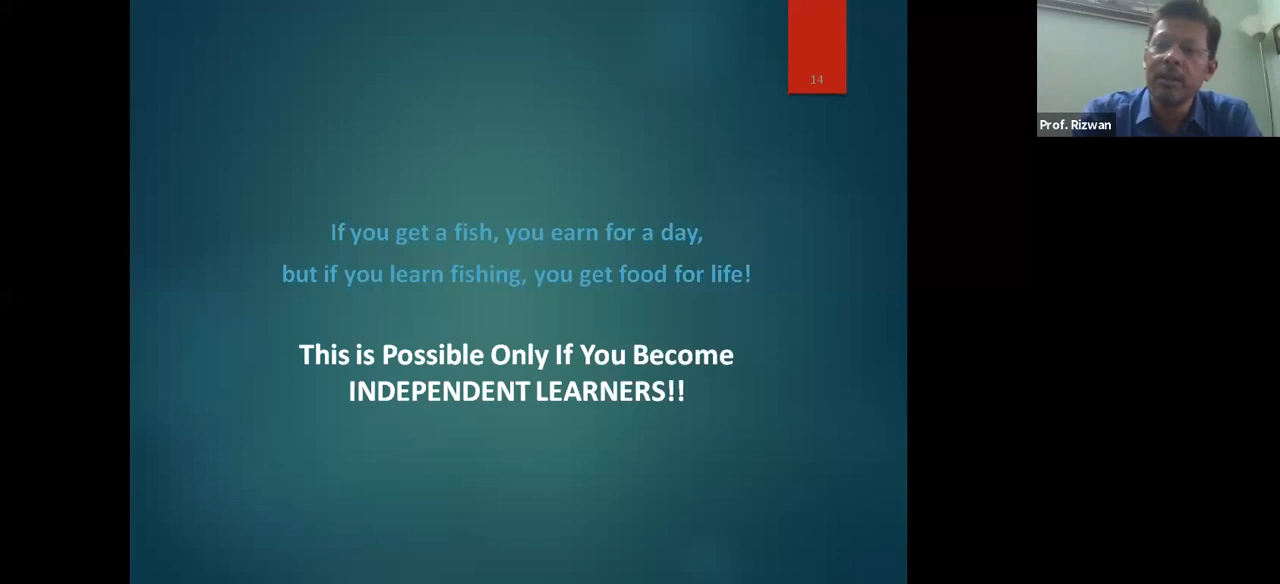 14
Prof. Rizwan
If you get a fish, you earn for a day,
but if you learn fishing, you get food for life!
This is Possible Only If You Become
INDEPENDENT LEARNERS!!